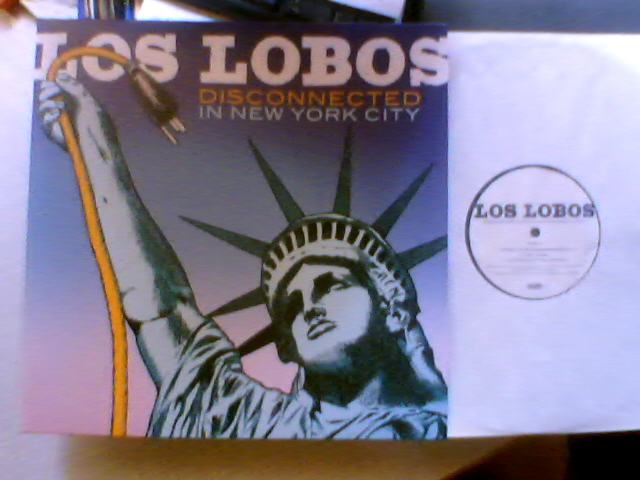 LOS LOBOS
DISCONNECTED
IN NEW YORK CITY
LOS LOBOS